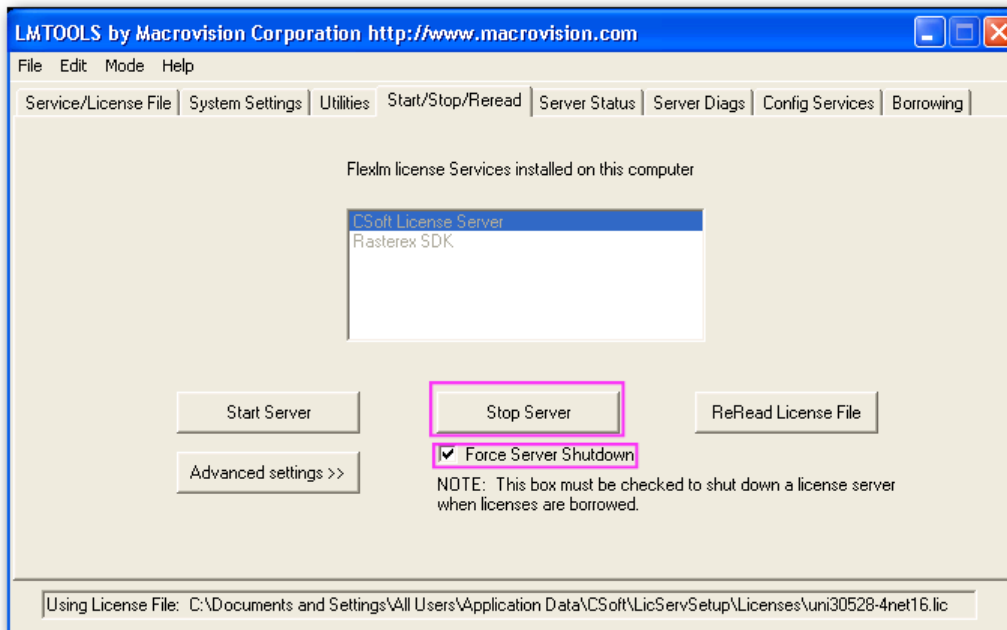 LMTOOLS by Macrovision Corporation http://www.macrovision.com
File Edit Mode Help
Service/License File System Settings Utilities Start/Stop/Reread Server Status Server Diags Config Services Borrowing
Flexlm license Services installed on this computer
CSoft License Server
Rasterex SDK
Start Server Stop Server ReRead License File
Force Server Shutdown
Advanced settings >>
NOTE: This box must be checked to shut down a license server
when licenses are borrowed.
Using License File: C:\Documents and Settings\All Users\Application Data\CSoft\LicServSetup\Licenses\uni30528-4net16.lic